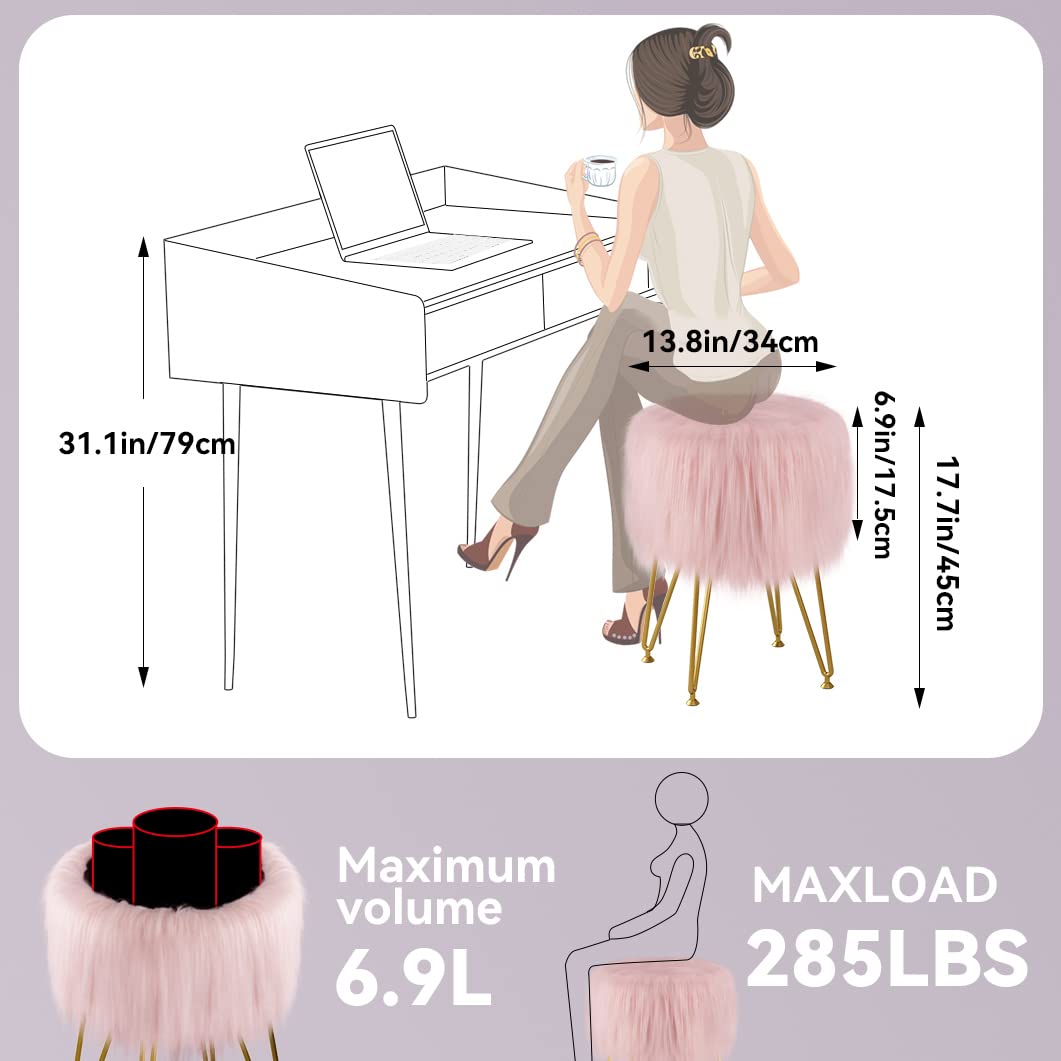 13.8in/34cm
6.9in/17.5cm
17.7in/45cm
31.1in/79cm
Maximum
volume
6.9L
MAXLOAD
285LBS